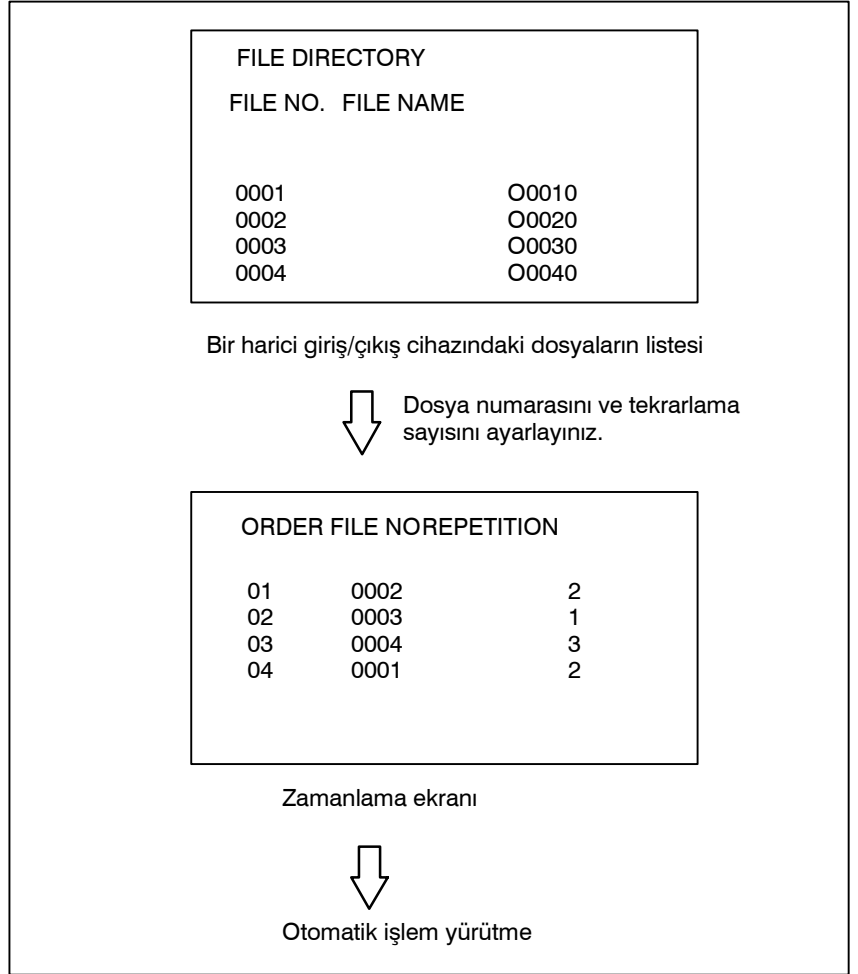 FILE DIRECTORY
FILE NO. FILE NAME
0001 O0010
0002 O0020
0003 O0030
0004 O0040
Bir harici giriş/çıkış cihazındaki dosyaların listesi
Dosya numarasını ve tekrarlama
sayısını ayarlayınız.
ORDER FILE NOREPETITION
01 0002 2
02 0003 1
03 0004 3
04 0001 2
Zamanlama ekranı
Otomatik işlem yürütme